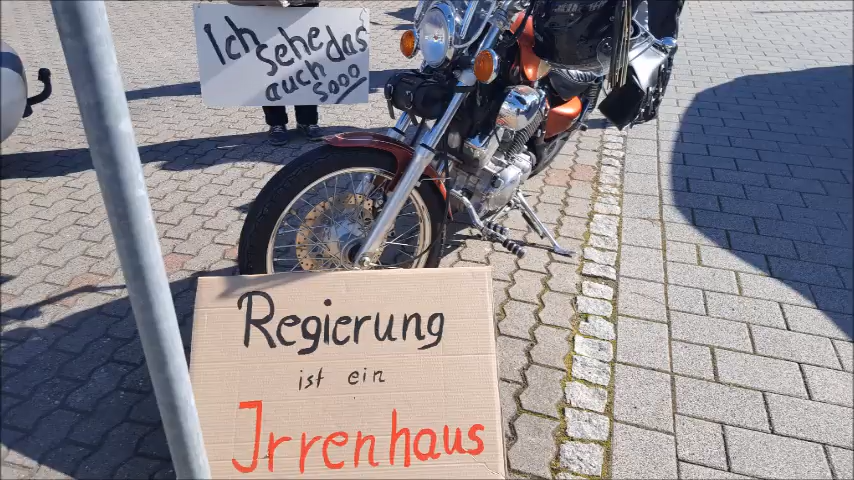 Ich
sehe das
auch sooo
Regierung
ist ein
Irrenhaus